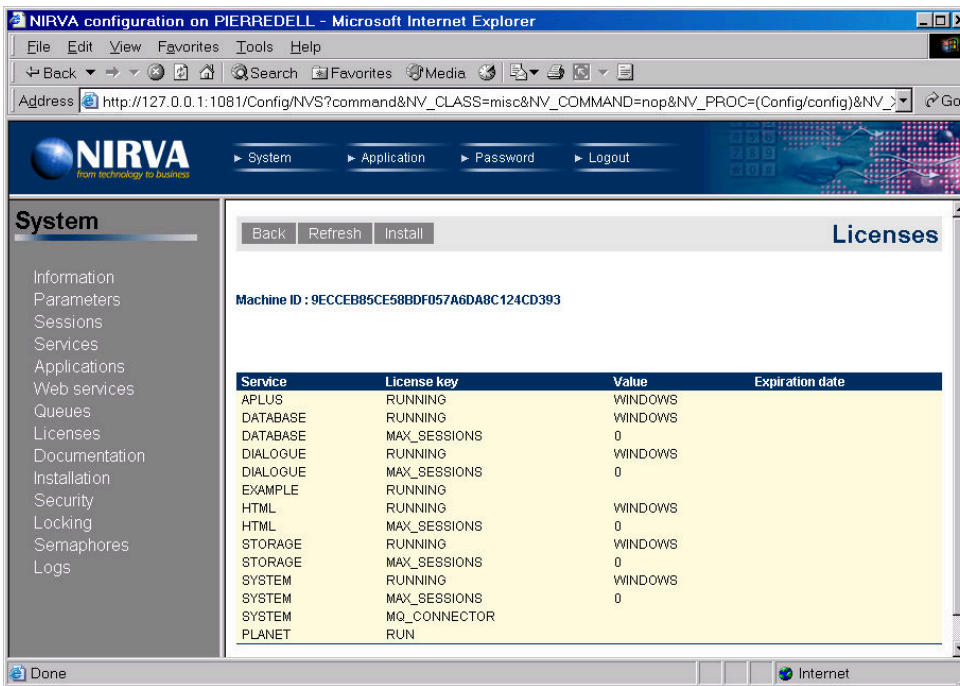 NIRVA configuration on PIERREDELL - Microsoft Internet Explorer
File Edit View Favorites Tools Help
Back Search Favorites Media
Address http://127.0.0.1:1081/Config/NVS?command&NV_CLASS=misc&NV_COMMAND=nop&NV_PROC=(Config/config)&NV_ Go
NIRVA
from technology to business
System Application Password Logout
System
Information
Parameters
Sessions
Services
Applications
Web services
Queues
Licenses
Documentation
Installation
Security
Locking
Semaphores
Logs
Back Refresh Install Licenses
Machine ID : 9ECCEB85CE58BDF057A6DA8C124CD393
Service License key Value Expiration date
APLUS RUNNING WINDOWS
DATABASE RUNNING WINDOWS
DATABASE MAX_SESSIONS 0
DIALOGUE RUNNING WINDOWS
DIALOGUE MAX_SESSIONS 0
EXAMPLE RUNNING
HTML RUNNING WINDOWS
HTML MAX_SESSIONS 0
STORAGE RUNNING WINDOWS
STORAGE MAX_SESSIONS 0
SYSTEM RUNNING WINDOWS
SYSTEM MAX_SESSIONS 0
SYSTEM MQ_CONNECTOR
PLANET RUN
Done Internet